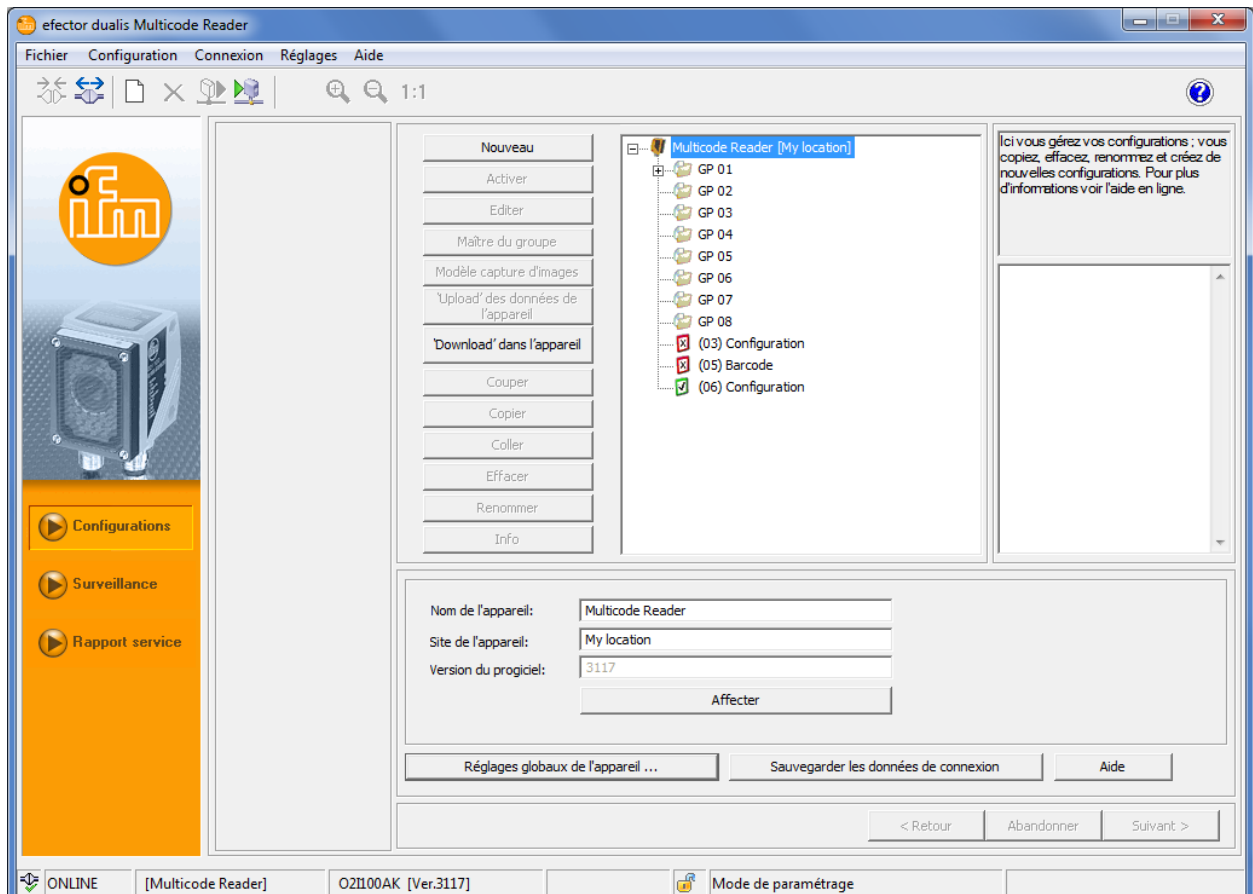 efector dualis Multicode Reader
Fichier Configuration Connexion Réglages Aide
1:1
ifm
Configurations
Surveillance
Rapport service
Nouveau
Activer
Editer
Maître du groupe
Modèle capture d'images
'Upload' des données de
l'appareil
'Download' dans l'appareil
Couper
Copier
Coller
Effacer
Renommer
Info
Multicode Reader [My location]
GP 01
GP 02
GP 03
GP 04
GP 05
GP 06
GP 07
GP 08
(03) Configuration
(05) Barcode
(06) Configuration
Ici vous gérez vos configurations ; vous
copiez, effacez, renommez et créez de
nouvelles configurations. Pour plus
d'informations voir l'aide en ligne.
Nom de l'appareil: Multicode Reader
Site de l'appareil: My location
Version du progiciel: 3117
Affecter
Réglages globaux de l'appareil ... Sauvegarder les données de connexion Aide
< Retour Abandonner Suivant >
ONLINE [Multicode Reader] O2I100AK [Ver.3117] Mode de paramétrage